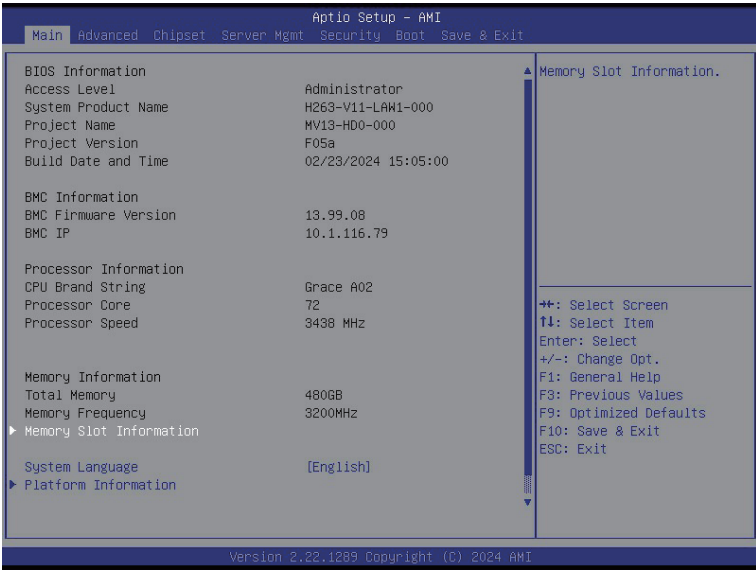 Aptio Setup – AMI
Main Advanced Chipset Server Mgmt Security Boot Save & Exit
BIOS Information
Access Level Administrator
System Product Name H263-V11-LAW1-000
Project Name MV13-HD0-000
Project Version F05a
Build Date and Time 02/23/2024 15:05:00
BMC Information
BMC Firmware Version 13.99.08
BMC IP 10.1.116.79
Processor Information
CPU Brand String Grace A02
Processor Core 72
Processor Speed 3438 MHz
Memory Information
Total Memory 480GB
Memory Frequency 3200MHz
Memory Slot Information
System Language [English]
Platform Information
Memory Slot Information.
→←: Select Screen
↑↓: Select Item
Enter: Select
+/-: Change Opt.
F1: General Help
F3: Previous Values
F9: Optimized Defaults
F10: Save & Exit
ESC: Exit
Version 2.22.1289 Copyright (C) 2024 AMI